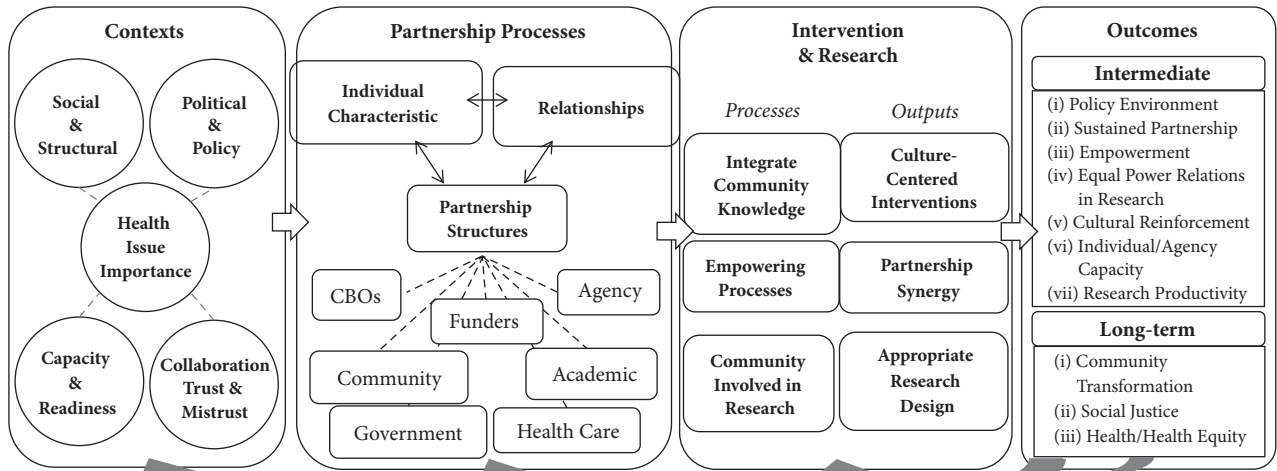 Contexts
Social
&
Structural
Political
&
Policy
Health
Issue
Importance
Capacity
&
Readiness
Collaboration
Trust &
Mistrust
Partnership Processes
Individual
Characteristic
Relationships
Partnership
Structures
CBOs
Agency
Funders
Community
Academic
Government
Health Care
Intervention
& Research
Processes
Outputs
Integrate
Community
Knowledge
Culture-
Centered
Interventions
Empowering
Processes
Partnership
Synergy
Community
Involved in
Research
Appropriate
Research
Design
Outcomes
Intermediate
(i) Policy Environment
(ii) Sustained Partnership
(iii) Empowerment
(iv) Equal Power Relations
in Research
(v) Cultural Reinforcement
(vi) Individual/Agency
Capacity
(vii) Research Productivity
Long-term
(i) Community
Transformation
(ii) Social Justice
(iii) Health/Health Equity